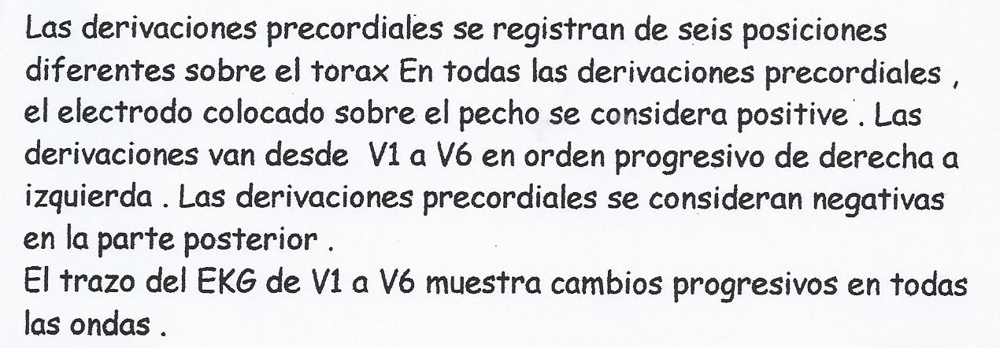 Las derivaciones precordiales se registran de seis posiciones
diferentes sobre el torax En todas las derivaciones precordiales ,
el electrodo colocado sobre el pecho se considera positive . Las
derivaciones van desde V1 a V6 en orden progresivo de derecha a
izquierda . Las derivaciones precordiales se consideran negativas
en la parte posterior .
El trazo del EKG de V1 a V6 muestra cambios progresivos en todas
las ondas .